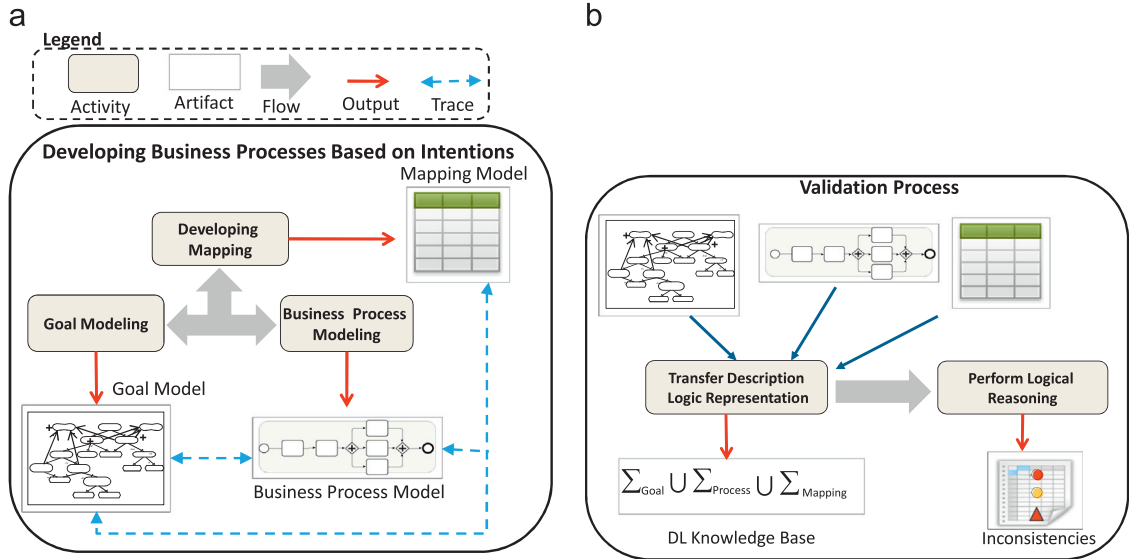 a
Legend
Activity
Artifact
Flow
Output
Trace
Developing Business Processes Based on Intentions
Mapping Model
Developing
Mapping
Goal Modeling
Business Process
Modeling
Goal Model
Business Process Model
b
Validation Process
Transfer Description
Logic Representation
Perform Logical
Reasoning
∑Goal ∪ ∑Process ∪ ∑Mapping
DL Knowledge Base
Inconsistencies